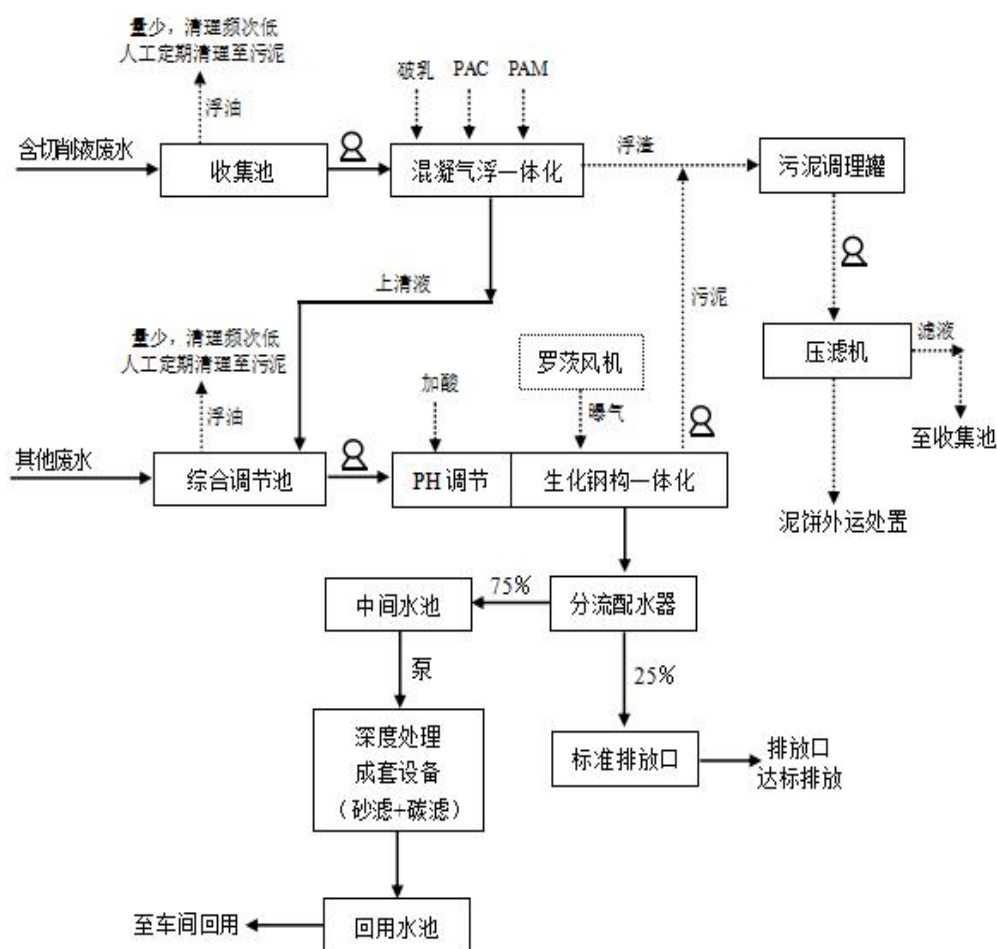 量少，清理频次低
人工定期清理至污泥
浮油
破乳
PAC
PAM
含切削液废水
收集池
混凝气浮一体化
浮渣
污泥调理罐
上清液
污泥
量少，清理频次低
人工定期清理至污泥
浮油
罗茨风机
曝气
加酸
压滤机
滤液
至收集池
其他废水
综合调节池
PH 调节
生化钢构一体化
泥饼外运处置
中间水池
75%
分流配水器
泵
25%
深度处理
成套设备
（砂滤+碳滤）
标准排放口
排放口
达标排放
至车间回用
回用水池